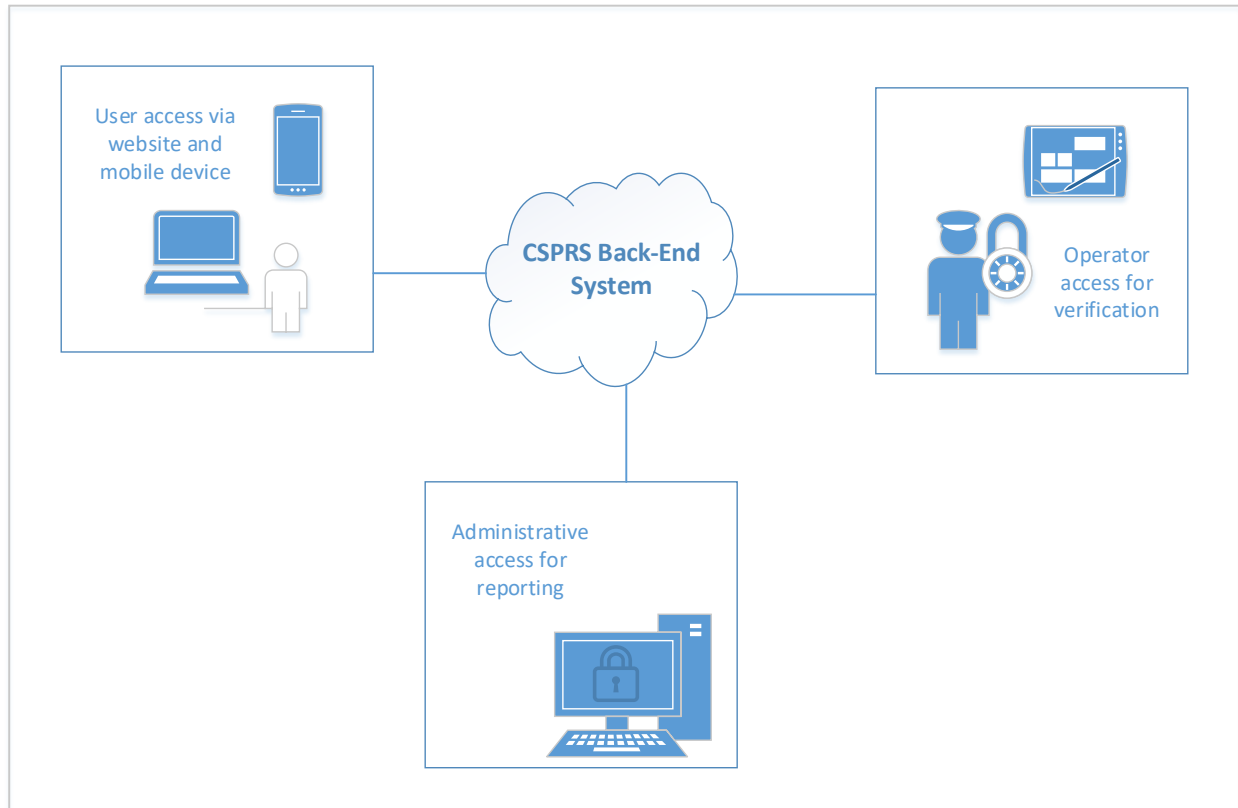 User access via
website and
mobile device
CSPRS Back-End
System
Operator
access for
verification
Administrative
access for
reporting